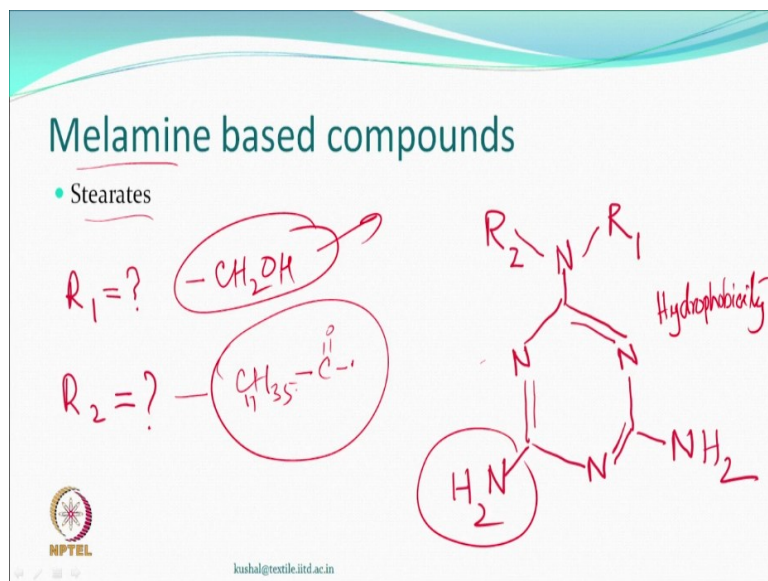 Melamine based compounds
Stearates
R1 = ? -CH2OH
R2 = ? - C17H35-C-
O
R2 N R1
Hydrophobicity
N N
H2N N NH2
NPTEL
kushal@textile.iitd.ac.in